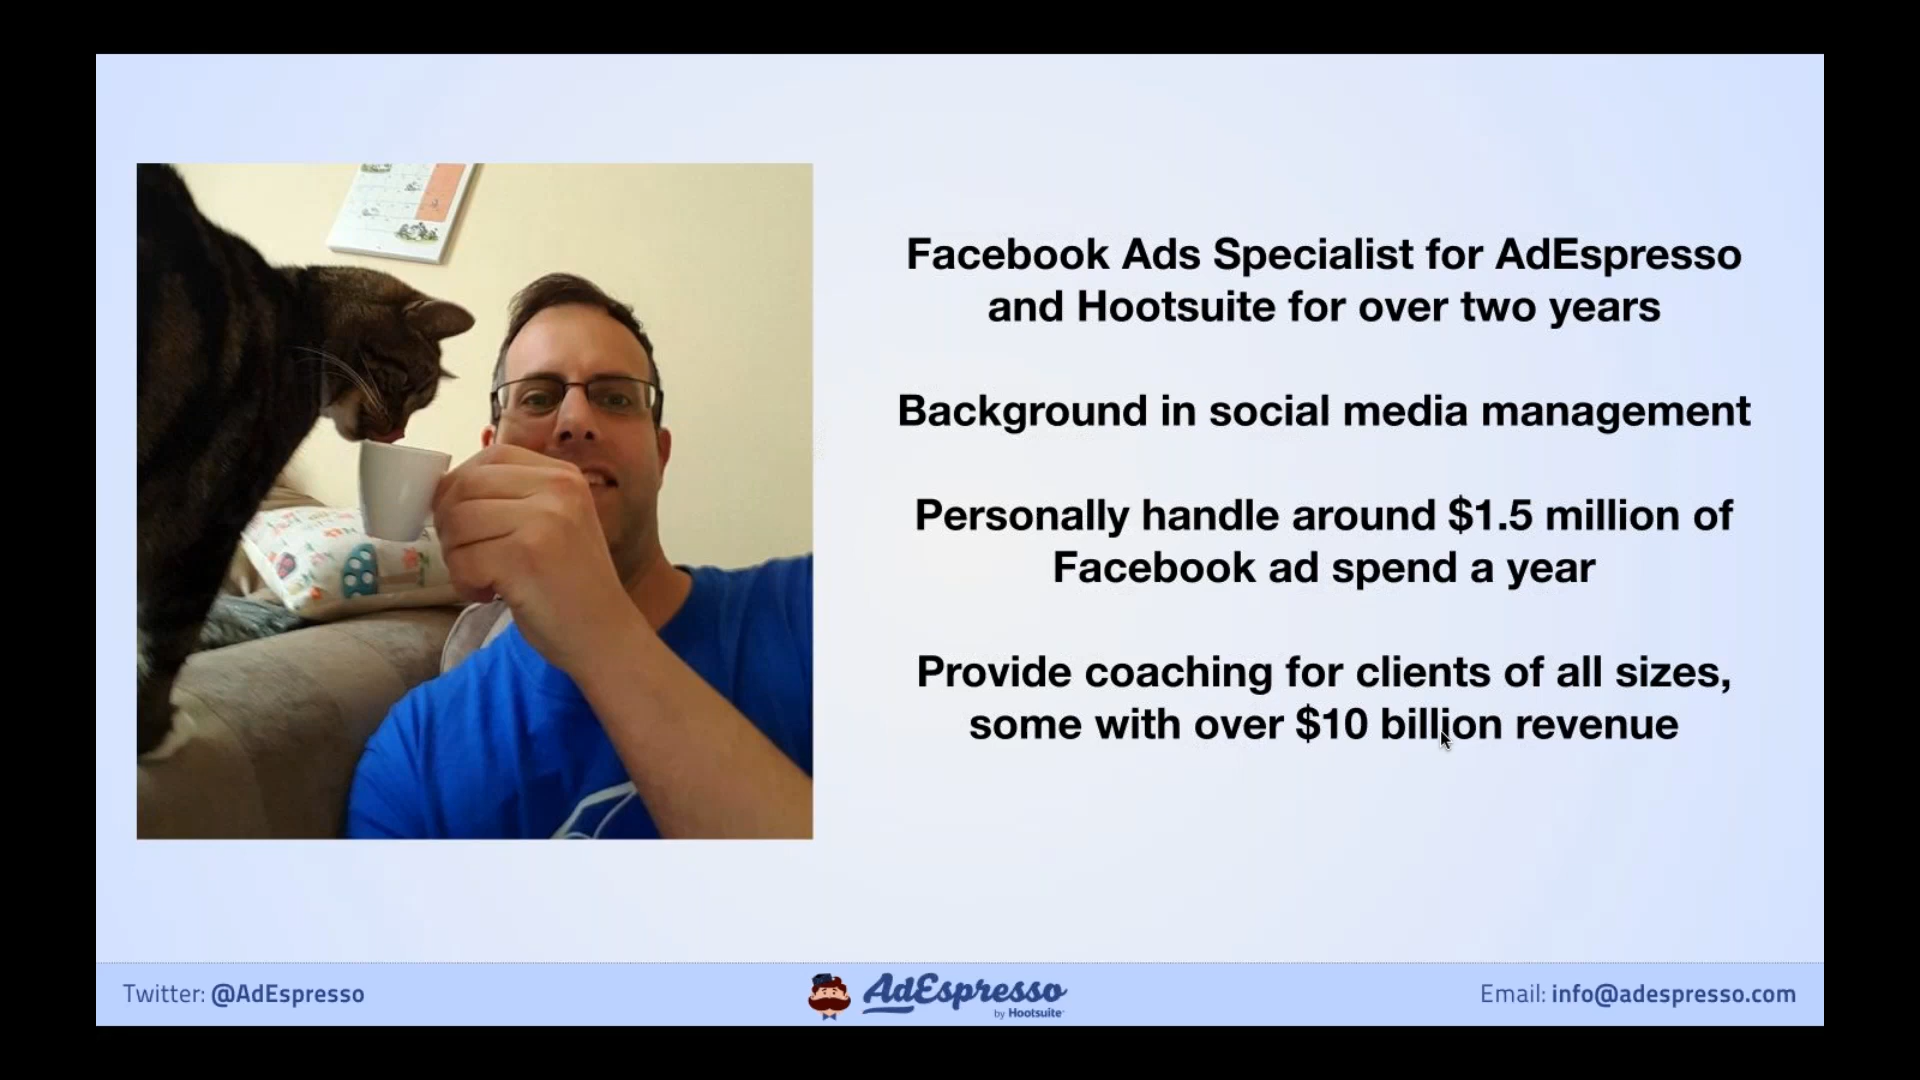 Facebook Ads Specialist for AdEspresso
and Hootsuite for over two years
Background in social media management
Personally handle around $1.5 million of
Facebook ad spend a year
Provide coaching for clients of all sizes,
some with over $10 billion revenue
Twitter: @AdEspresso
AdEspresso
by Hootsuite
Email: info@adespresso.com